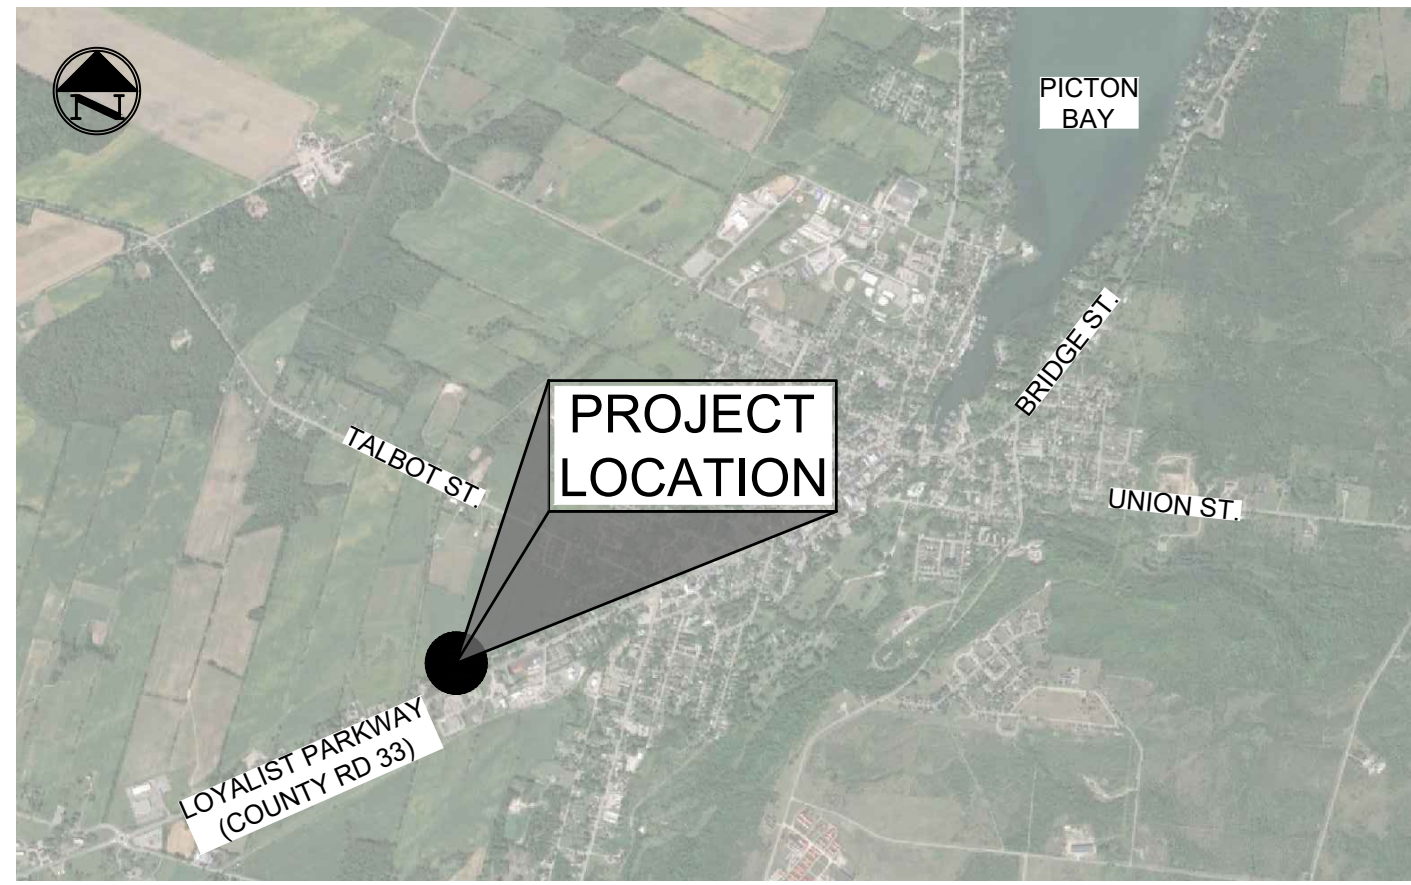 N
PICTON
BAY
BRIDGE ST.
PROJECT
LOCATION
TALBOT ST.
UNION ST.
LOYALIST PARKWAY
(COUNTY RD 33)